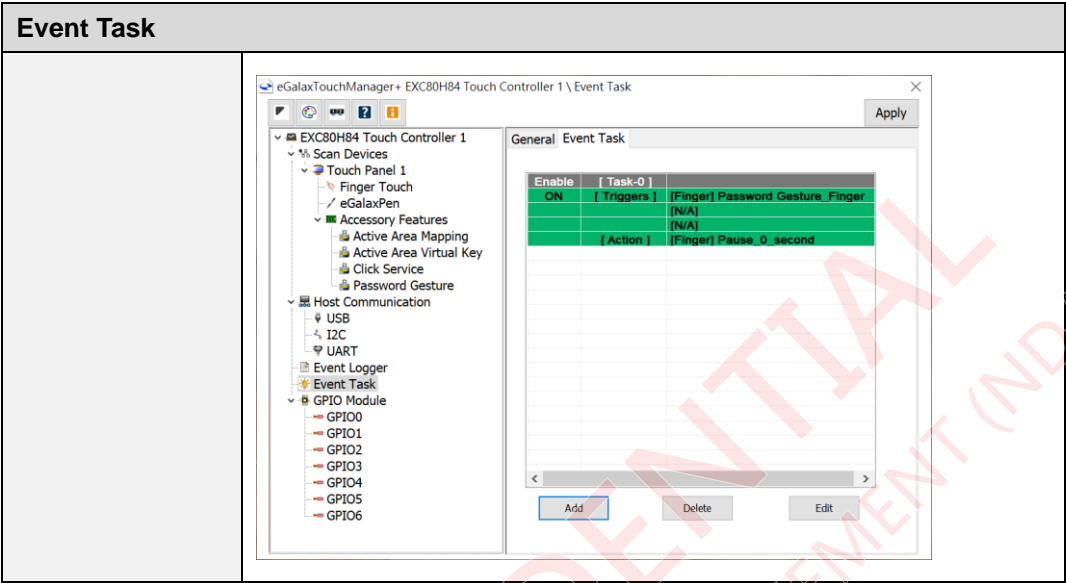 Event Task
eGalaxTouchManager+ EXC80H84 Touch Controller 1 \ Event Task
Apply
EXC80H84 Touch Controller 1
Scan Devices
Touch Panel 1
Finger Touch
eGalaxPen
Accessory Features
Active Area Mapping
Active Area Virtual Key
Click Service
Password Gesture
Host Communication
USB
I2C
UART
Event Logger
Event Task
GPIO Module
GPIO0
GPIO1
GPIO2
GPIO3
GPIO4
GPIO5
GPIO6
General Event Task
Enable [ Task-0 ]
ON [ Triggers ] [Finger] Password Gesture_Finger
[N/A]
[N/A]
[ Action ] [Finger] Pause_0_second
Add Delete Edit